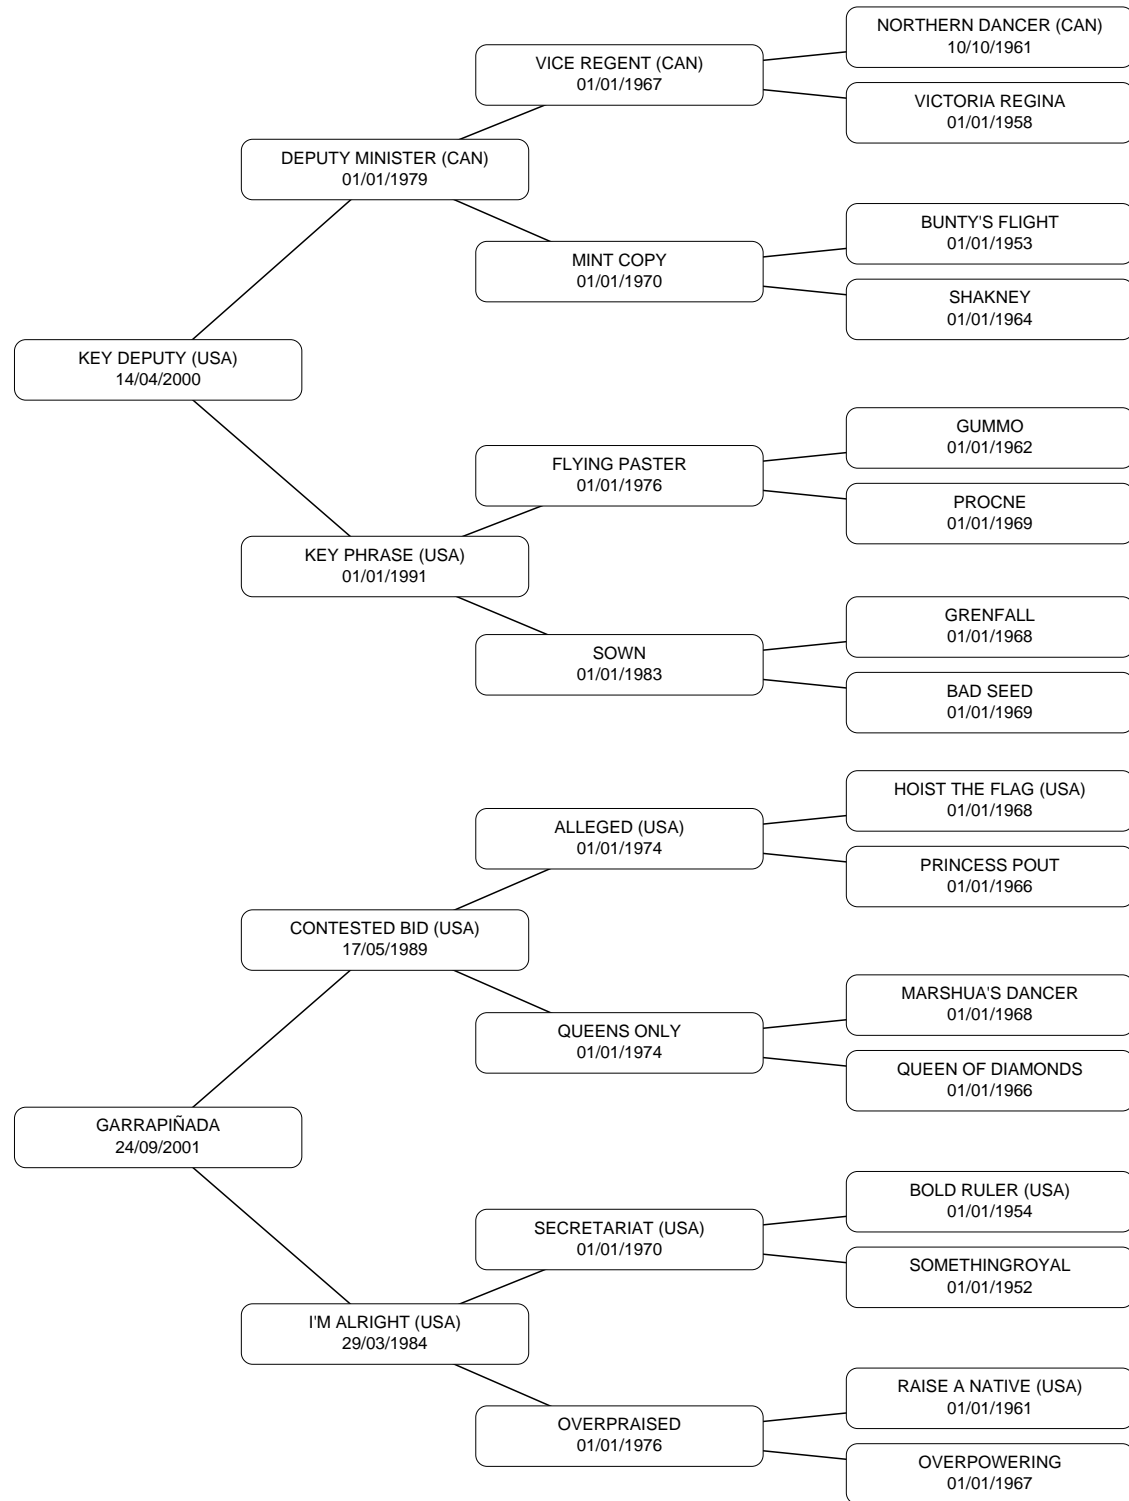 NORTHERN DANCER (CAN)
10/10/1961
VICE REGENT (CAN)
01/01/1967
VICTORIA REGINA
01/01/1958
DEPUTY MINISTER (CAN)
01/01/1979
BUNTY'S FLIGHT
01/01/1953
MINT COPY
01/01/1970
SHAKNEY
01/01/1964
KEY DEPUTY (USA)
14/04/2000
GUMMO
01/01/1962
FLYING PASTER
01/01/1976
PROCNE
01/01/1969
KEY PHRASE (USA)
01/01/1991
GRENFALL
01/01/1968
SOWN
01/01/1983
BAD SEED
01/01/1969
HOIST THE FLAG (USA)
01/01/1968
ALLEGED (USA)
01/01/1974
PRINCESS POUT
01/01/1966
CONTESTED BID (USA)
17/05/1989
MARSHUA'S DANCER
01/01/1968
QUEENS ONLY
01/01/1974
QUEEN OF DIAMONDS
01/01/1966
GARRAPIÑADA
24/09/2001
BOLD RULER (USA)
01/01/1954
SECRETARIAT (USA)
01/01/1970
SOMETHINGROYAL
01/01/1952
I'M ALRIGHT (USA)
29/03/1984
RAISE A NATIVE (USA)
01/01/1961
OVERPRAISED
01/01/1976
OVERPOWERING
01/01/1967